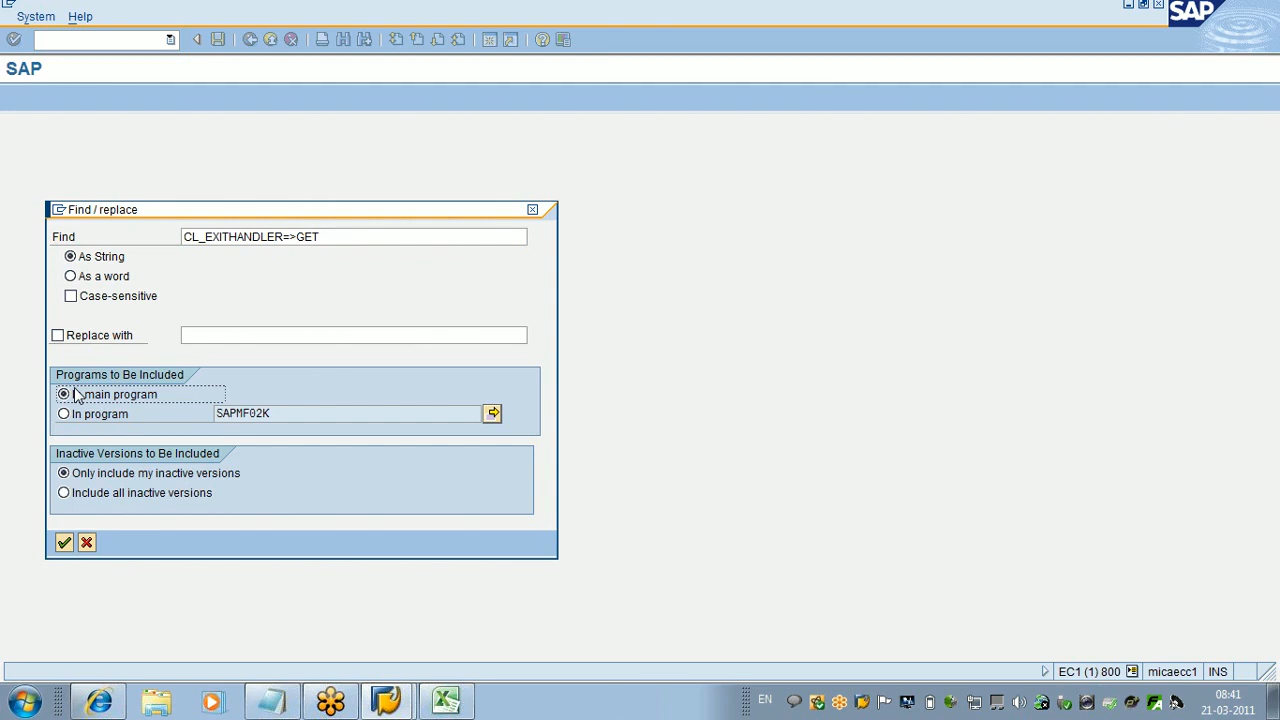 System Help
SAP
SAP
Find / replace
Find CL_EXITHANDLER=>GET
As String
As a word
Case-sensitive
Replace with
Programs to Be Included
main program
In program SAPMF02K
Inactive Versions to Be Included
Only include my inactive versions
Include all inactive versions
EC1 (1) 800 micaecc1 INS
EN 08:41
21-03-2011